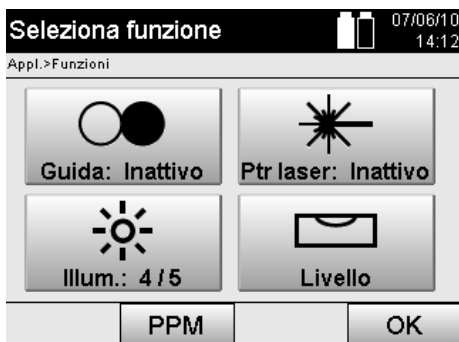 Seleziona funzione
07/06/10
14:12
Appl.>Funzioni
Guida: Inattivo
Ptr laser: Inattivo
Illum.: 4/5
Livello
PPM
OK